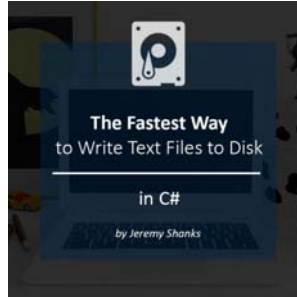 The Fastest Way
to Write Text Files to Disk
in C#
by Jeremy Shanks